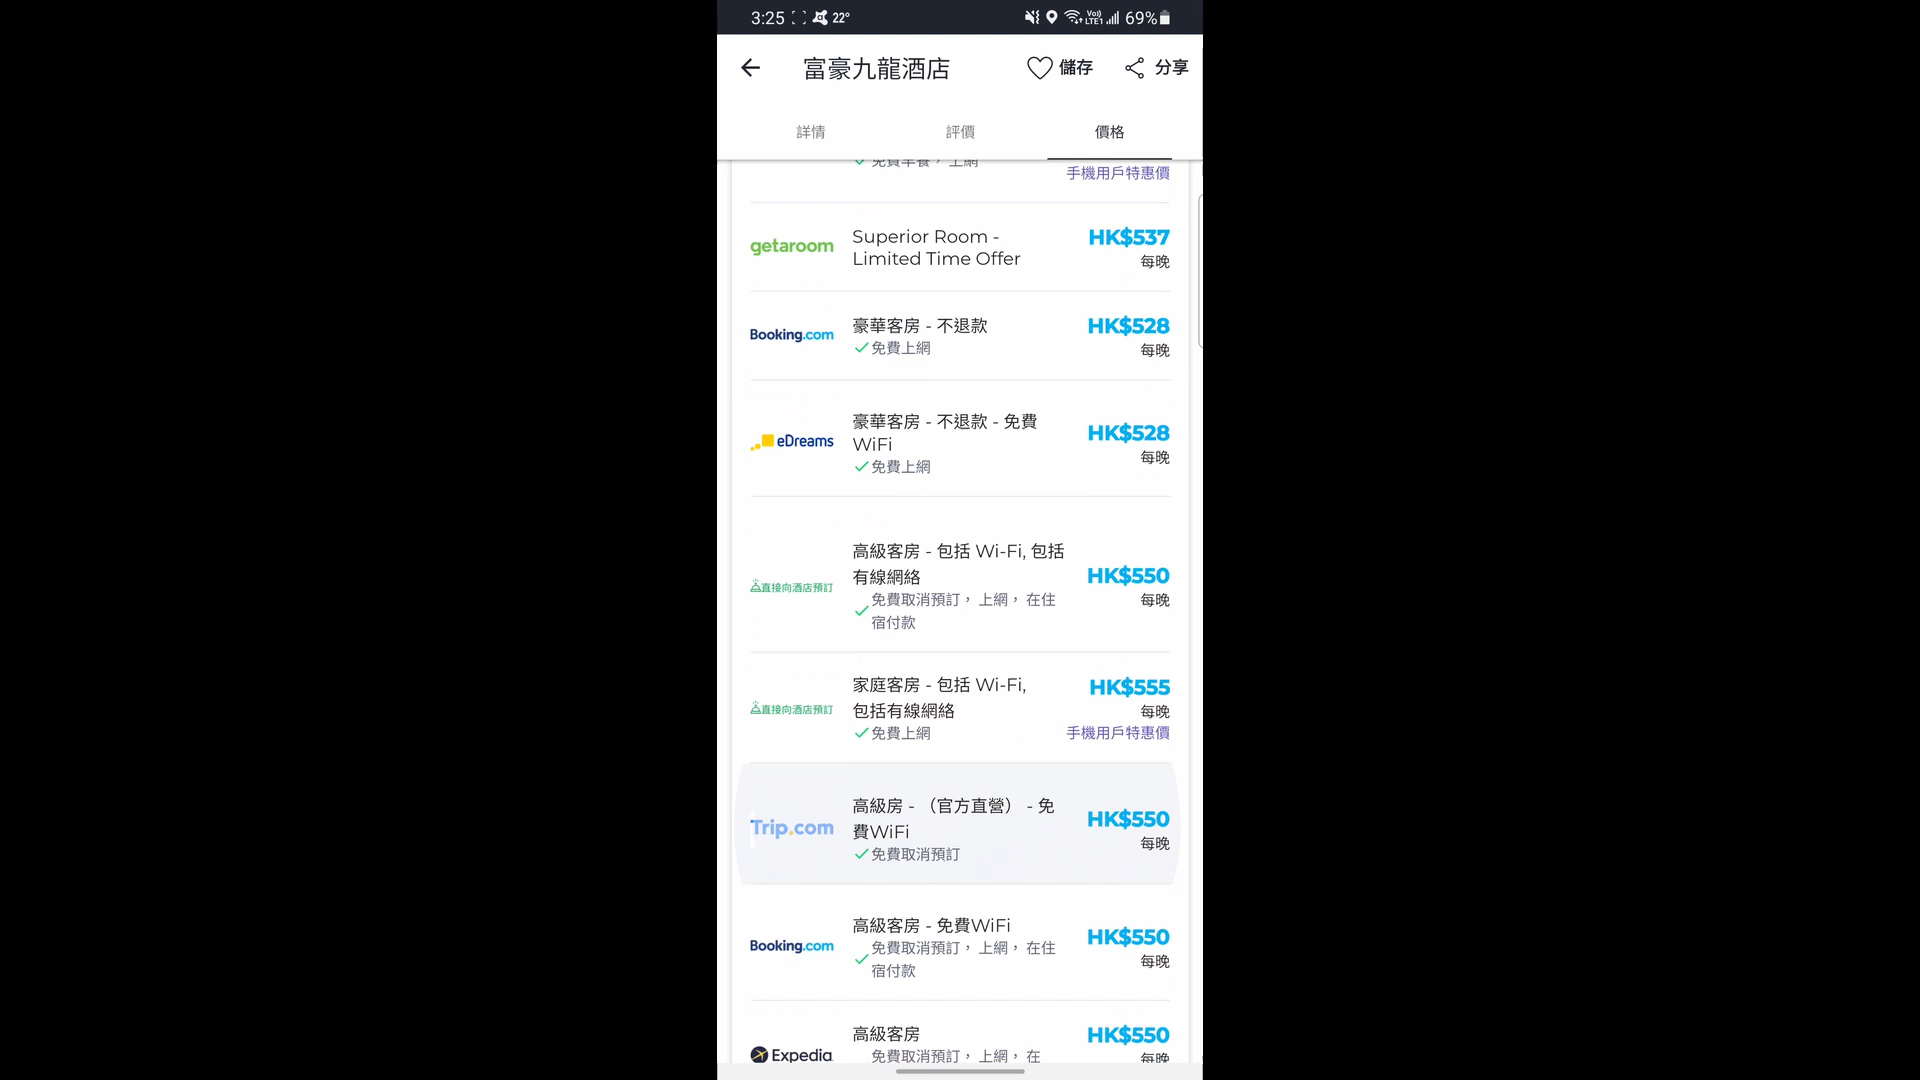 3:25 22° Vo)) LTE1 69%
富豪九龍酒店 儲存 分享
詳情 評價 價格
免費早餐， 上網
手機用戶特惠價
getaroom
Superior Room -
Limited Time Offer
HK$537
每晚
Booking.com
豪華客房 - 不退款
免費上網
HK$528
每晚
eDreams
豪華客房 - 不退款 - 免費
WiFi
免費上網
HK$528
每晚
直接向酒店預訂
高級客房 - 包括 Wi-Fi, 包括
有線網絡
免費取消預訂， 上網， 在住
宿付款
HK$550
每晚
直接向酒店預訂
家庭客房 - 包括 Wi-Fi,
包括有線網絡
免費上網
HK$555
每晚
手機用戶特惠價
Trip.com
高級房 - （官方直營） - 免
費WiFi
免費取消預訂
HK$550
每晚
Booking.com
高級客房 - 免費WiFi
免費取消預訂， 上網， 在住
宿付款
HK$550
每晚
Expedia
高級客房
免費取消預訂， 上網， 在
HK$550
每晚